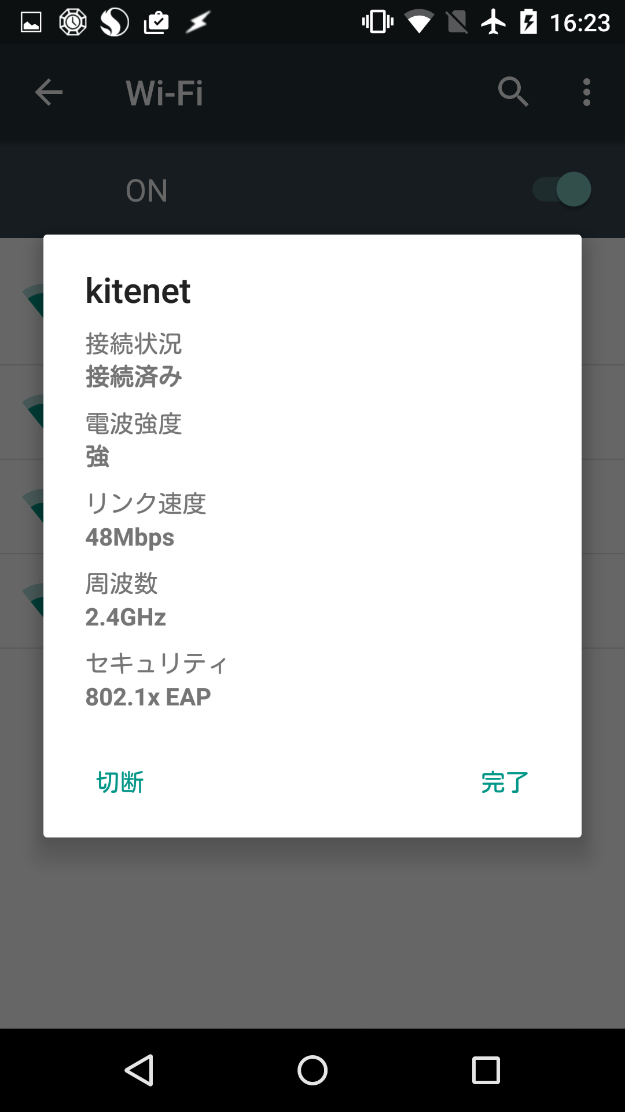 16:23
Wi-Fi
ON
kitenet
接続状況
接続済み
電波強度
強
リンク速度
48Mbps
周波数
2.4GHz
セキュリティ
802.1x EAP
切断 完了